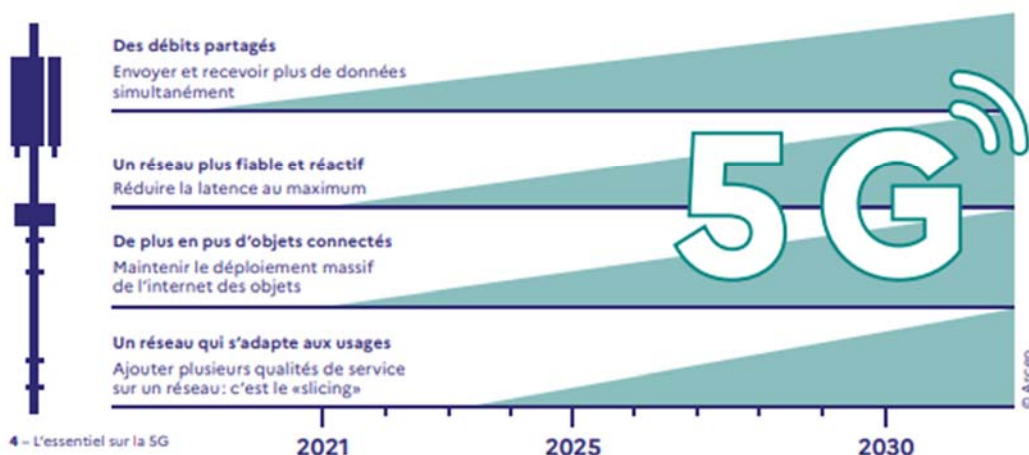 Des débits partagés
Envoyer et recevoir plus de données
simultanément
Un réseau plus fiable et réactif
Réduire la latence au maximum
De plus en pus d'objets connectés
Maintenir le déploiement massif
de l'internet des objets
Un réseau qui s'adapte aux usages
Ajouter plusieurs qualités de service
sur un réseau: c'est le «slicing»
5G
© Arcep
4 – L'essentiel sur la 5G
2021 2025 2030